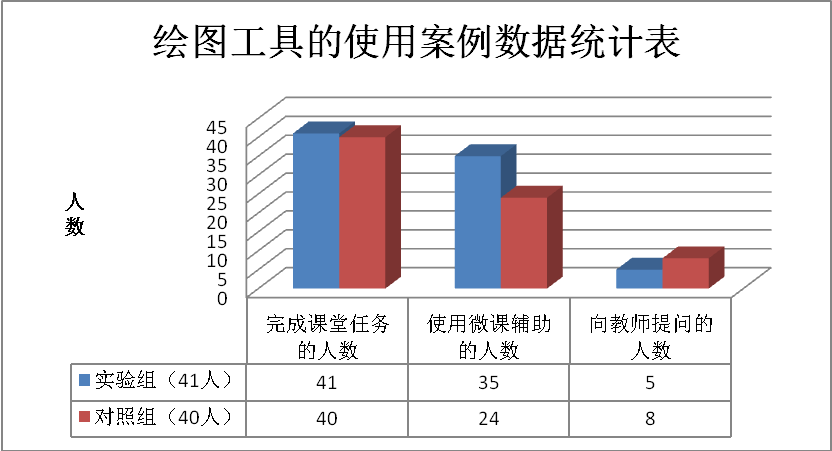 绘图工具的使用案例数据统计表
人
数
45
40
35
30
25
20
15
10
5
0
完成课堂任务
的人数
使用微课辅助
的人数
向教师提问的
人数
实验组（41人） 41 35 5
对照组（40人） 40 24 8